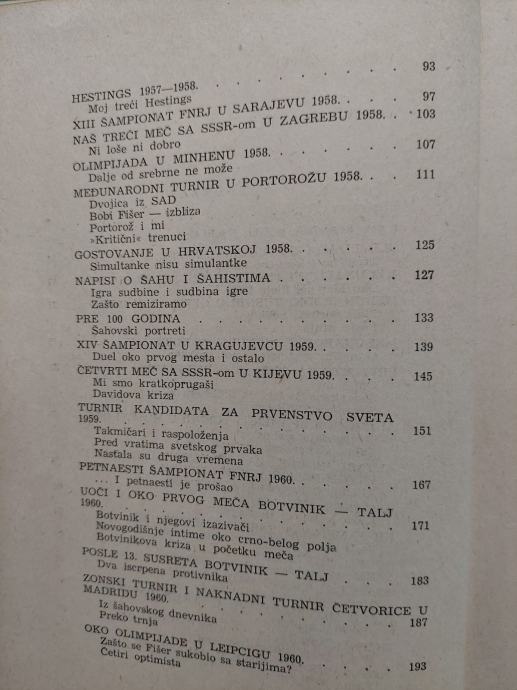 HESTINGS 1957—1958. . . . . . . . . . 93
Moj treći Hestings
XIII ŠAMPIONAT FNRJ U SARAJEVU 1958. . . . 97
NAŠ TREĆI MEČ SA SSSR-om U ZAGREBU 1958. . . 103
Ni loše ni dobro
OLIMPIJADA U MINHENU 1958. . . . . . . 107
Dalje od srebrne ne može
MEĐUNARODNI TURNIR U PORTOROŽU 1958. . . . 111
Dvojica iz SAD
Bobi Fišer — izbliza
Portorož i mi
»Kritični« trenuci
GOSTOVANJE U HRVATSKOJ 1958. . . . . . 125
Simultanke nisu simulantke
NAPISI O ŠAHU I ŠAHISTIMA . . . . . . 127
Igra sudbine i sudbina igre
Zašto remiziramo
PRE 100 GODINA . . . . . . . . . 133
Šahovski portreti
XIV ŠAMPIONAT U KRAGUJEVCU 1959. . . . . 139
Duel oko prvog mesta i ostalo
ČETVRTI MEČ SA SSSR-om U KIJEVU 1959. . . . 145
Mi smo kratkoprugaši
Davidova kriza
TURNIR KANDIDATA ZA PRVENSTVO SVETA
1959. . . . . . . . . . . . . 151
Takmičari i raspoloženja
Pred vratima svetskog prvaka
Nastala su druga vremena
PETNAESTI ŠAMPIONAT FNRJ 1960. . . . . . 167
... I petnaesti je prošao
UOČI I OKO PRVOG MEČA BOTVINIK — TALJ
1960. . . . . . . . . . . . . 171
Botvinik i njegovi izazivači
Novogodišnje intime oko crno-belog polja
Botvinikova kriza u početku meča
POSLE 13. SUSRETA BOTVINIK — TALJ . . . 183
Dva iscrpena protivnika
ZONSKI TURNIR I NAKNADNI TURNIR ČETVORICE U
MADRIDU 1960. . . . . . . . . . 187
Iz šahovskog dnevnika
Preko trnja
OKO OLIMPIJADE U LEIPCIGU 1960. . . . . 193
Zašto se Fišer sukobio sa starijima?
Četiri optimista